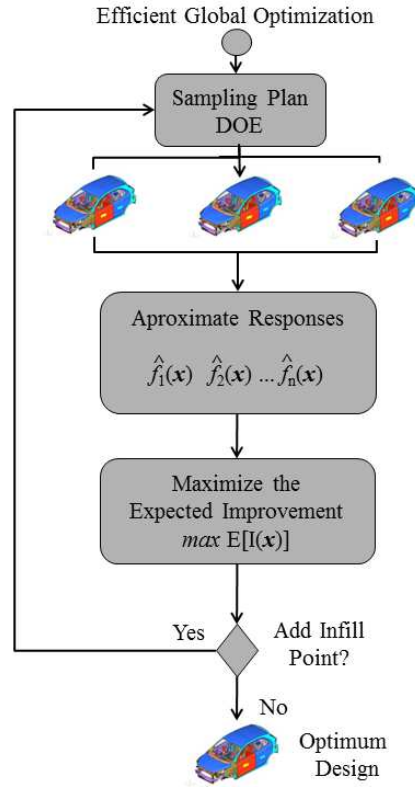 Efficient Global Optimization
Sampling Plan
DOE
Aproximate Responses
f̂₁(x) f̂₂(x) ... f̂ₙ(x)
Maximize the
Expected Improvement
max E[I(x)]
Yes
Add Infill
Point?
No
Optimum
Design